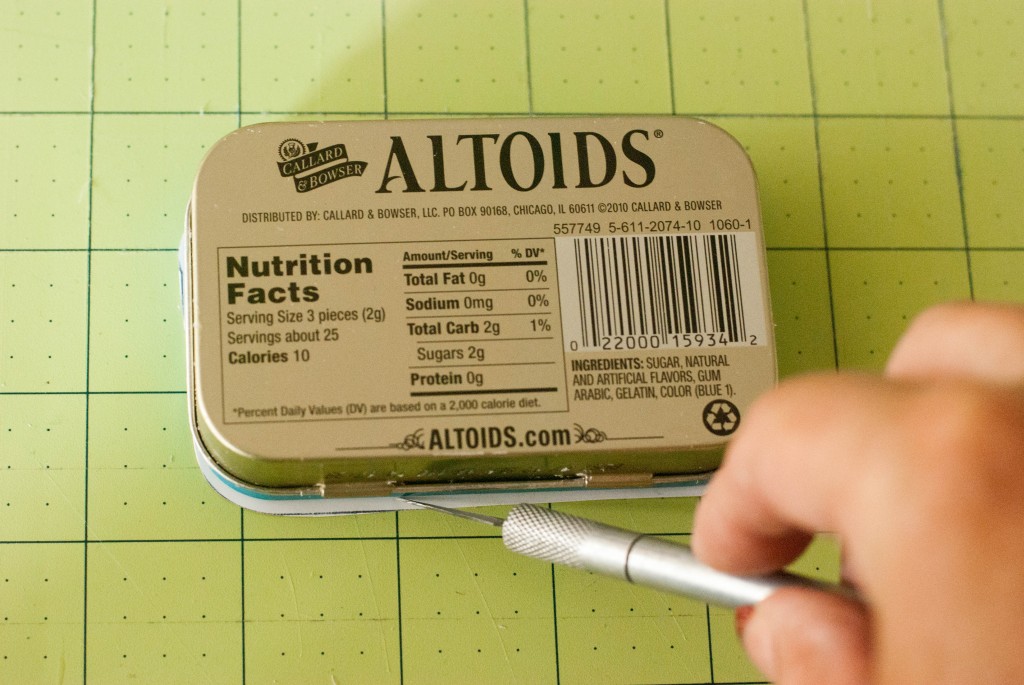 CALLARD
& BOWSER
ALTOIDS®
DISTRIBUTED BY: CALLARD & BOWSER, LLC. PO BOX 90168, CHICAGO, IL 60611 ©2010 CALLARD & BOWSER
557749 5-611-2074-10 1060-1
Nutrition
Facts
Serving Size 3 pieces (2g)
Servings about 25
Calories 10
Amount/Serving % DV*
Total Fat 0g 0%
Sodium 0mg 0%
Total Carb 2g 1%
Sugars 2g
Protein 0g
*Percent Daily Values (DV) are based on a 2,000 calorie diet.
0 22000 15934 2
INGREDIENTS: SUGAR, NATURAL
AND ARTIFICIAL FLAVORS, GUM
ARABIC, GELATIN, COLOR (BLUE 1).
ALTOIDS.com